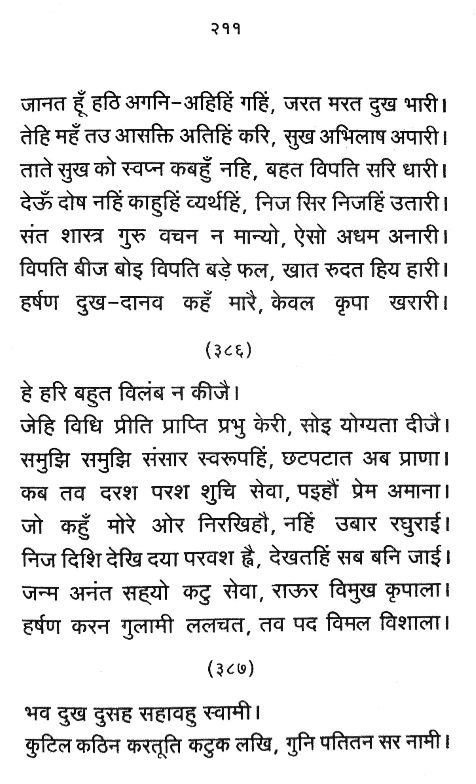 २११
जानत हूँ हठि अगनि-अहिहिं गहिं, जरत मरत दुख भारी।
तेहि महँ तउ आसक्ति अतिहिं करि, सुख अभिलाष अपारी।
ताते सुख को स्वप्न कबहुँ नहि, बहत विपति सरि धारी।
देऊँ दोष नहिं काहुहिं व्यर्थहिं, निज सिर निजहिं उतारी।
संत शास्त्र गुरु वचन न मान्यो, ऐसो अधम अनारी।
विपति बीज बोइ विपति बड़े फल, खात रुदत हिय हारी।
हर्षण दुख-दानव कहँ मारै, केवल कृपा खरारी।
(३८६)
हे हरि बहुत विलंब न कीजै।
जेहि विधि प्रीति प्राप्ति प्रभु केरी, सोइ योग्यता दीजै।
समुझि समुझि संसार स्वरूपहिं, छटपटात अब प्राणा।
कब तव दरश परश शुचि सेवा, पइहौं प्रेम अमाना।
जो कहुँ मोरे ओर निरखिहौ, नहिं उबार रघुराई।
निज दिशि देखि दया परवश ह्वै, देखतहिं सब बनि जाई।
जन्म अनंत सह्यो कटु सेवा, राऊर विमुख कृपाला।
हर्षण करन गुलामी ललचत, तव पद विमल विशाला।
(३८७)
भव दुख दुसह सहावहु स्वामी।
कुटिल कठिन करतूति कटुक लखि, गुनि पतितन सर नामी।